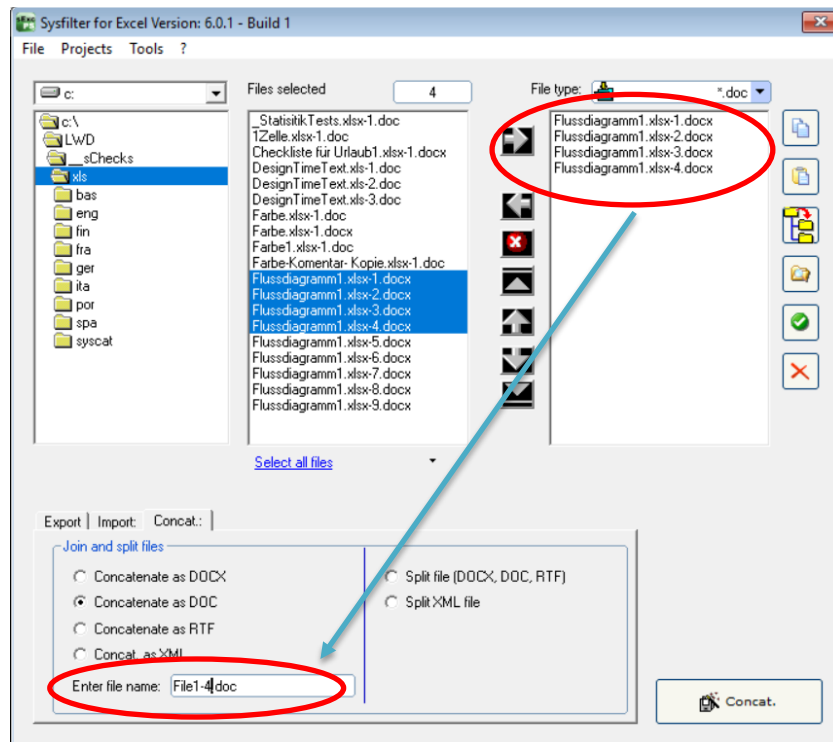 Sysfilter for Excel Version: 6.0.1 - Build 1
File Projects Tools ?
c:
Files selected
4
File type:
*.doc
c:\
LWD
__sChecks
xls
bas
eng
fin
fra
ger
ita
por
spa
syscat
_StatisitikTests.xlsx-1.doc
1Zelle.xlsx-1.doc
Checkliste für Urlaub1.xlsx-1.docx
DesignTimeText.xls-1.doc
DesignTimeText.xls-2.doc
DesignTimeText.xls-3.doc
Farbe.xlsx-1.doc
Farbe.xlsx-1.docx
Farbe1.xlsx-1.doc
Farbe-Komentar- Kopie.xlsx-1.doc
Flussdiagramm1.xlsx-1.docx
Flussdiagramm1.xlsx-2.docx
Flussdiagramm1.xlsx-3.docx
Flussdiagramm1.xlsx-4.docx
Flussdiagramm1.xlsx-5.docx
Flussdiagramm1.xlsx-6.docx
Flussdiagramm1.xlsx-7.docx
Flussdiagramm1.xlsx-8.docx
Flussdiagramm1.xlsx-9.docx
Flussdiagramm1.xlsx-1.docx
Flussdiagramm1.xlsx-2.docx
Flussdiagramm1.xlsx-3.docx
Flussdiagramm1.xlsx-4.docx
Select all files
Export Import: Concat.:
Join and split files
Concatenate as DOCX
Concatenate as DOC
Concatenate as RTF
Concat. as XML
Split file (DOCX, DOC, RTF)
Split XML file
Enter file name: File1-4.doc
Concat.